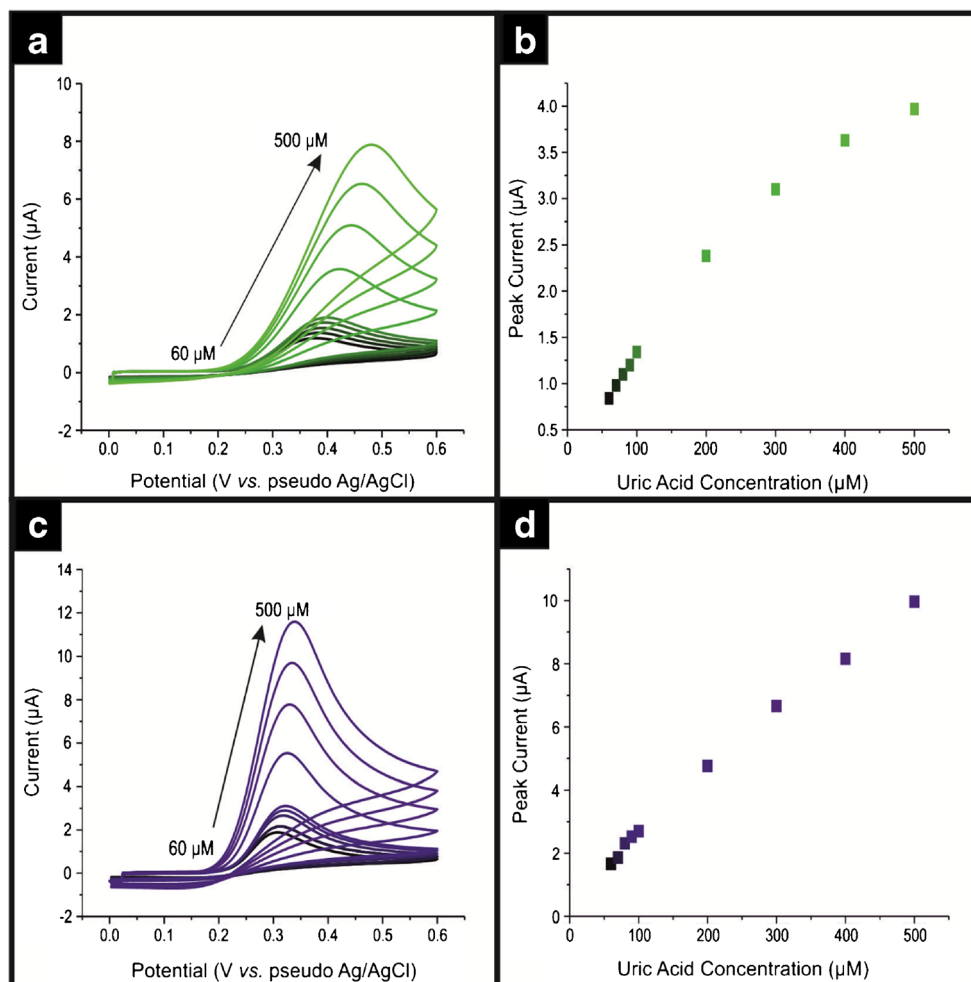 a
10
8
6
4
2
0
-2
0.0 0.1 0.2 0.3 0.4 0.5 0.6
Current (µA)
Potential (V vs. pseudo Ag/AgCl)
500 µM
60 µM
b
4.0
3.5
3.0
2.5
2.0
1.5
1.0
0.5
0 100 200 300 400 500
Peak Current (µA)
Uric Acid Concentration (µM)
c
14
12
10
8
6
4
2
0
-2
0.0 0.1 0.2 0.3 0.4 0.5 0.6
Current (µA)
Potential (V vs. pseudo Ag/AgCl)
500 µM
60 µM
d
10
8
6
4
2
0
0 100 200 300 400 500
Peak Current (µA)
Uric Acid Concentration (µM)